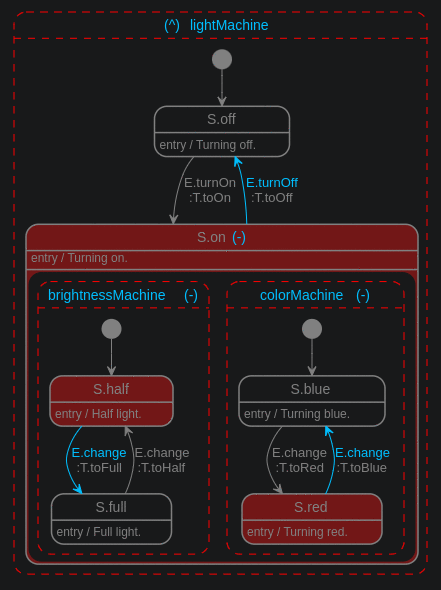 (^) lightMachine
S.off
entry / Turning off.
E.turnOn
:T.toOn
E.turnOff
:T.toOff
S.on (-)
entry / Turning on.
brightnessMachine (-)
S.half
entry / Half light.
E.change
:T.toFull
E.change
:T.toHalf
S.full
entry / Full light.
colorMachine (-)
S.blue
entry / Turning blue.
E.change
:T.toRed
E.change
:T.toBlue
S.red
entry / Turning red.